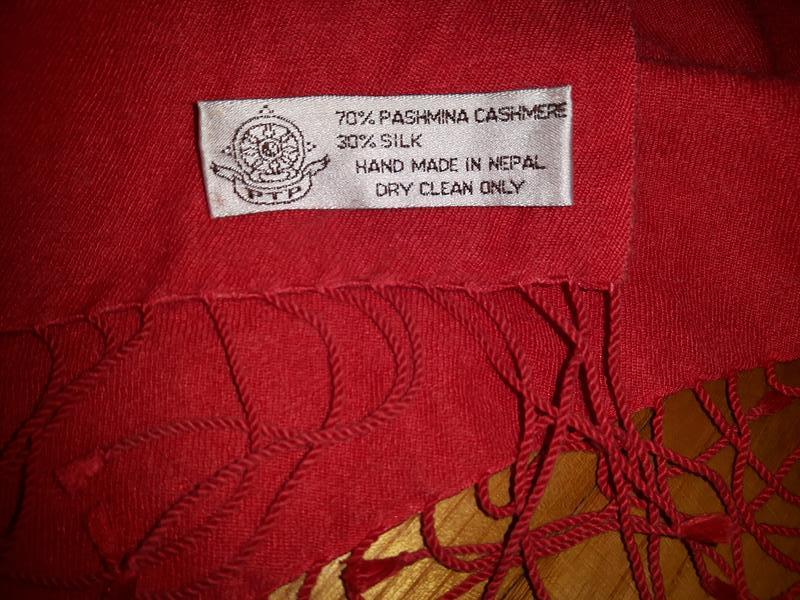 70% PASHMINA CASHMERE
30% SILK
HAND MADE IN NEPAL
DRY CLEAN ONLY
PTP